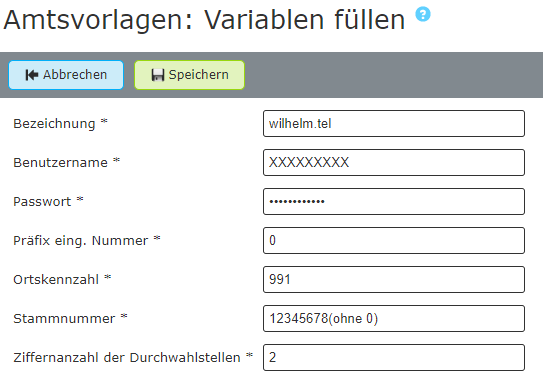 Amtsvorlagen: Variablen füllen ?
Abbrechen Speichern
Bezeichnung * wilhelm.tel
Benutzername * XXXXXXXXX
Passwort * ••••••••••••
Präfix eing. Nummer * 0
Ortskennzahl * 991
Stammnummer * 12345678(ohne 0)
Ziffernanzahl der Durchwahlstellen * 2